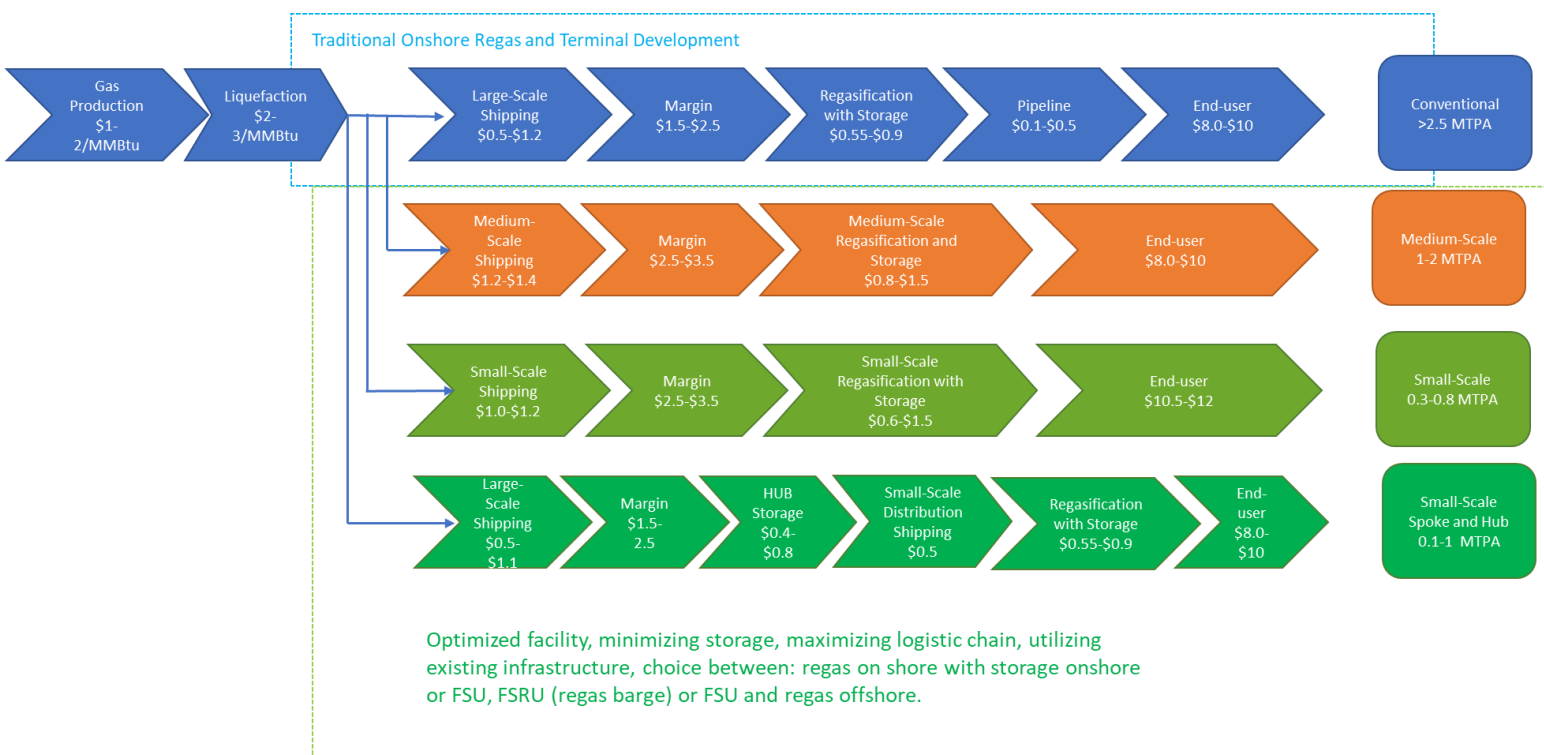 Traditional Onshore Regas and Terminal Development
Gas
Production
$1-
2/MMBtu
Liquefaction
$2-
3/MMBtu
Large-Scale
Shipping
$0.5-$1.2
Margin
$1.5-$2.5
Regasification
with Storage
$0.55-$0.9
Pipeline
$0.1-$0.5
End-user
$8.0-$10
Conventional
>2.5 MTPA
Medium-
Scale
Shipping
$1.2-$1.4
Margin
$2.5-$3.5
Medium-Scale
Regasification and
Storage
$0.8-$1.5
End-user
$8.0-$10
Medium-Scale
1-2 MTPA
Small-Scale
Shipping
$1.0-$1.2
Margin
$2.5-$3.5
Small-Scale
Regasification with
Storage
$0.6-$1.5
End-user
$10.5-$12
Small-Scale
0.3-0.8 MTPA
Large-
Scale
Shipping
$0.5-
$1.1
Margin
$1.5-
2.5
HUB
Storage
$0.4-
$0.8
Small-Scale
Distribution
Shipping
$0.5
Regasification
with Storage
$0.55-$0.9
End-
user
$8.0-
$10
Small-Scale
Spoke and Hub
0.1-1 MTPA
Optimized facility, minimizing storage, maximizing logistic chain, utilizing
existing infrastructure, choice between: regas on shore with storage onshore
or FSU, FSRU (regas barge) or FSU and regas offshore.